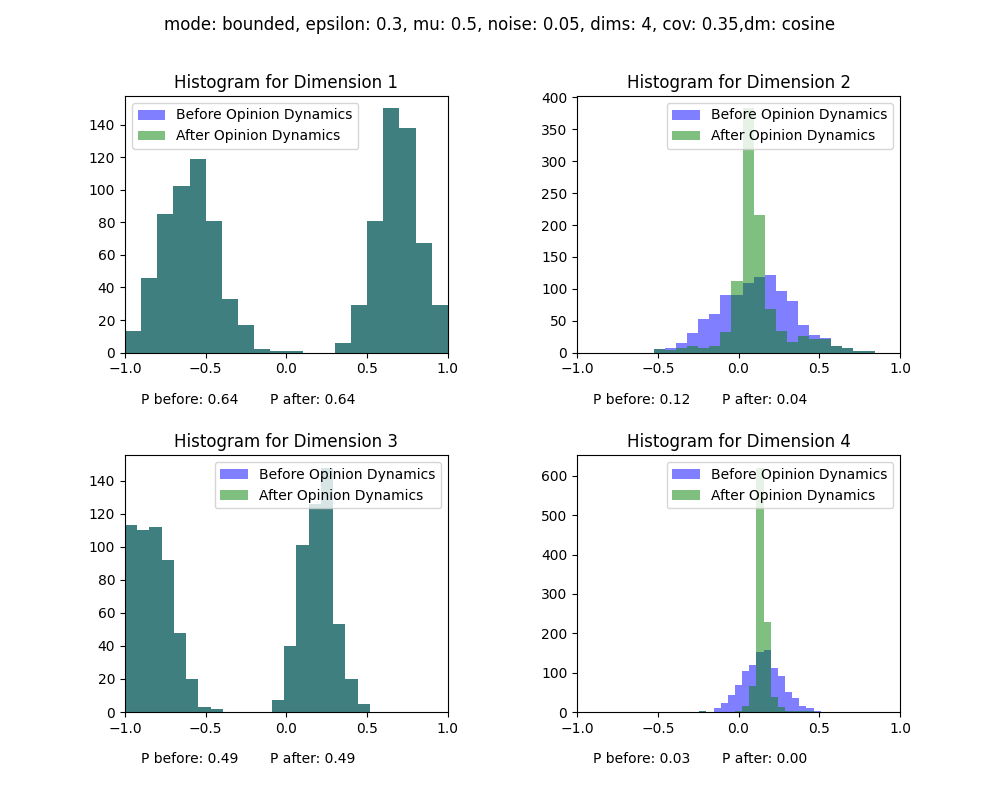 mode: bounded, epsilon: 0.3, mu: 0.5, noise: 0.05, dims: 4, cov: 0.35,dm: cosine
Histogram for Dimension 1
Before Opinion Dynamics
After Opinion Dynamics
140
120
100
80
60
40
20
0
−1.0 −0.5 0.0 0.5 1.0
P before: 0.64 P after: 0.64
Histogram for Dimension 2
Before Opinion Dynamics
After Opinion Dynamics
400
350
300
250
200
150
100
50
0
−1.0 −0.5 0.0 0.5 1.0
P before: 0.12 P after: 0.04
Histogram for Dimension 3
Before Opinion Dynamics
After Opinion Dynamics
140
120
100
80
60
40
20
0
−1.0 −0.5 0.0 0.5 1.0
P before: 0.49 P after: 0.49
Histogram for Dimension 4
Before Opinion Dynamics
After Opinion Dynamics
600
500
400
300
200
100
0
−1.0 −0.5 0.0 0.5 1.0
P before: 0.03 P after: 0.00